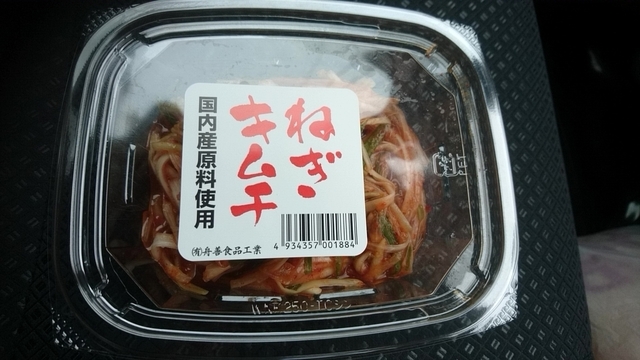 ねぎ
キムチ
国内産原料使用
4 934357 001884
㈲舟善食品工業